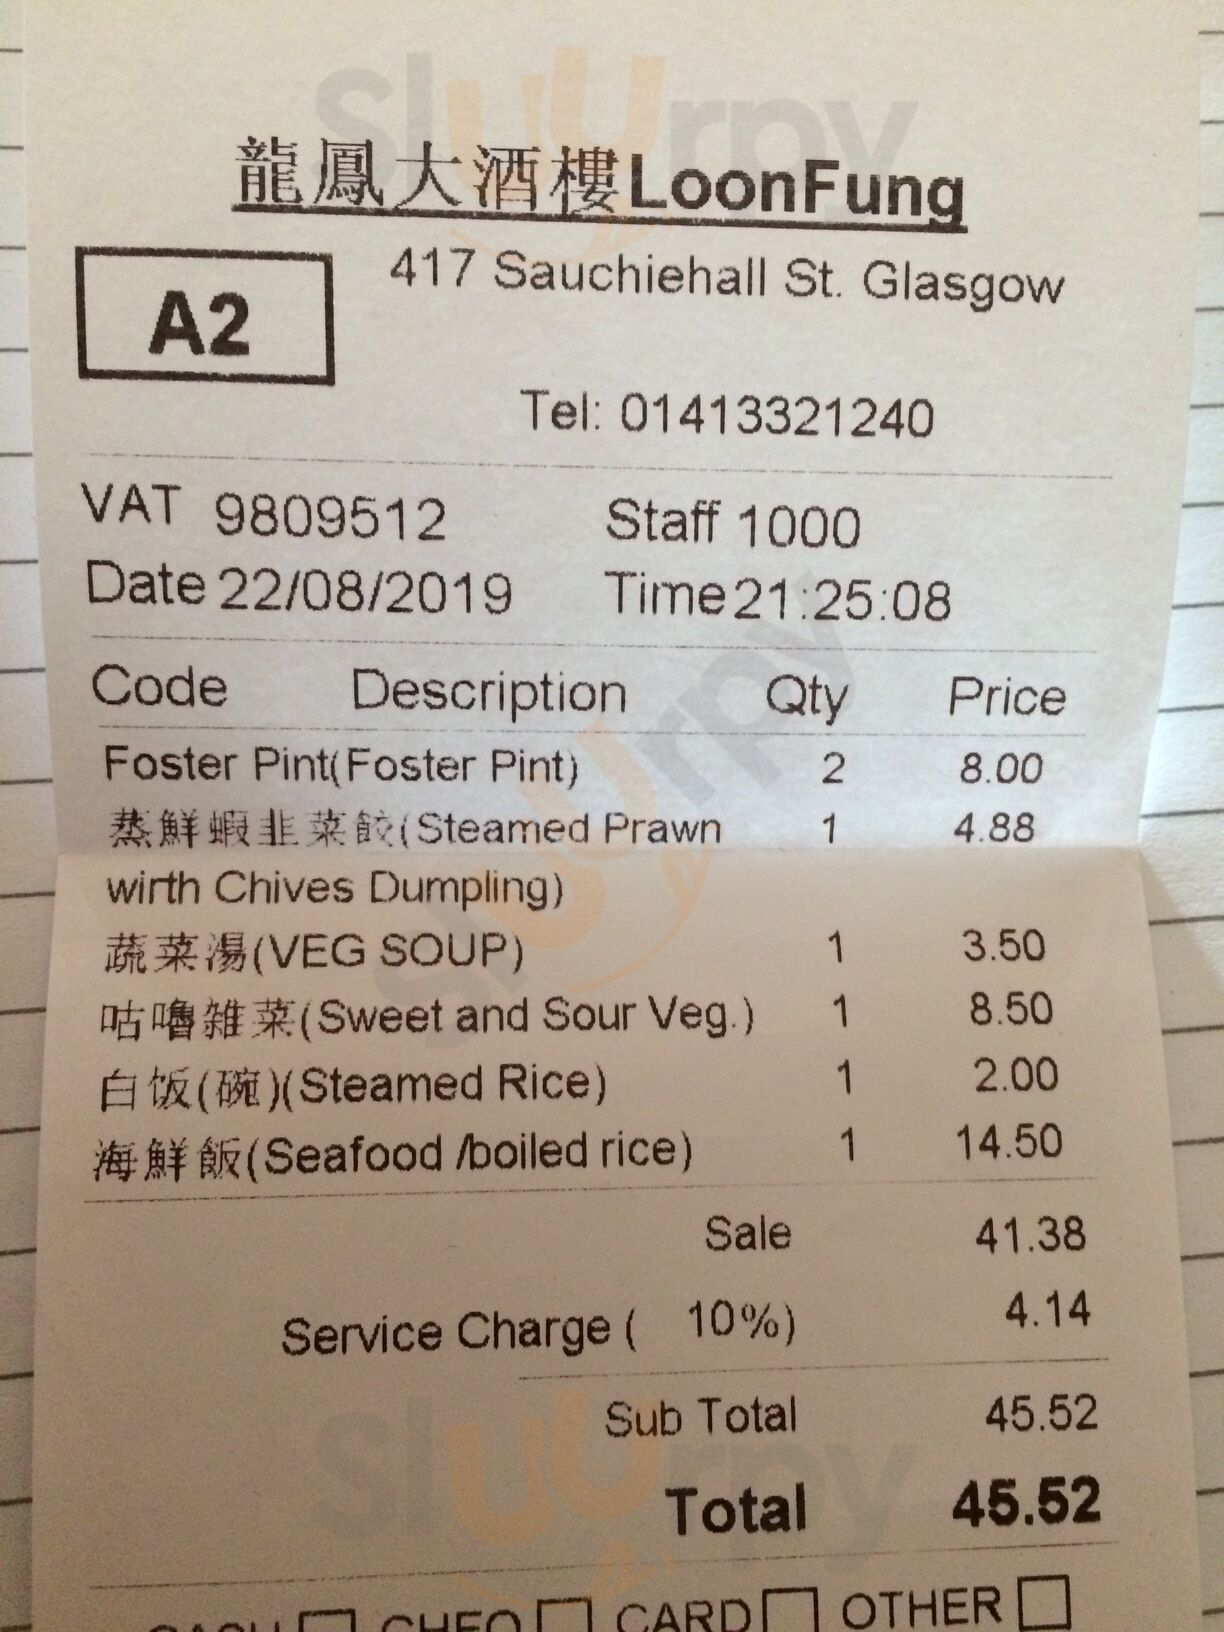 龍鳳大酒樓LoonFung
417 Sauchiehall St. Glasgow
A2
Tel: 01413321240
VAT 9809512 Staff 1000
Date 22/08/2019 Time 21:25:08
Code Description Qty Price
Foster Pint(Foster Pint) 2 8.00
蒸鮮蝦韭菜餃(Steamed Prawn 1 4.88
wirth Chives Dumpling)
蔬菜湯(VEG SOUP) 1 3.50
咕嚕雜菜(Sweet and Sour Veg.) 1 8.50
白饭(碗)(Steamed Rice) 1 2.00
海鮮飯(Seafood /boiled rice) 1 14.50
Sale 41.38
Service Charge ( 10%) 4.14
Sub Total 45.52
Total 45.52
CASH CHEQ CARD OTHER
sluurpy
sluurpy
sluurpy